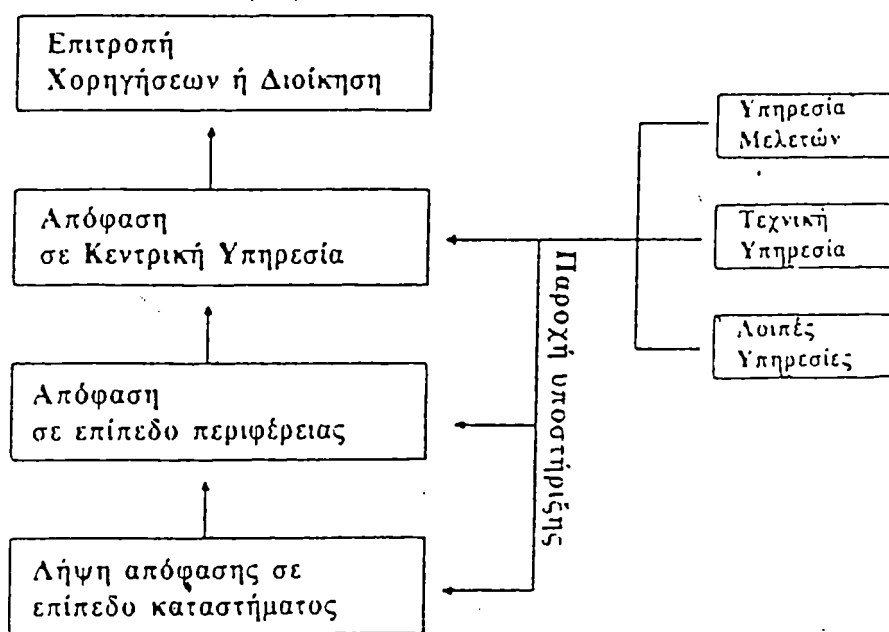 Επιτροπή
Χορηγήσεων ή Διοίκηση
Απόφαση
σε Κεντρική Υπηρεσία
Απόφαση
σε επίπεδο περιφέρειας
Λήψη απόφασης σε
επίπεδο καταστήματος
Παροχή υποστήριξης
Υπηρεσία
Μελετών
Τεχνική
Υπηρεσία
Λοιπές
Υπηρεσίες